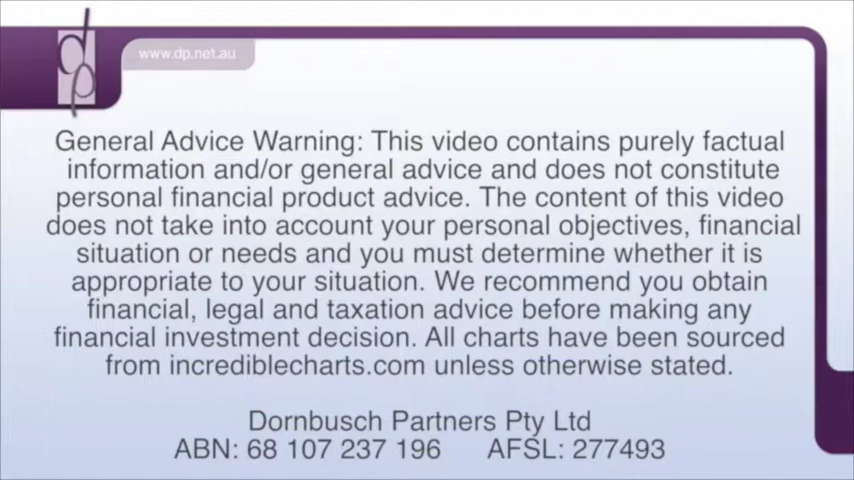 dp
www.dp.net.au
General Advice Warning: This video contains purely factual
information and/or general advice and does not constitute
personal financial product advice. The content of this video
does not take into account your personal objectives, financial
situation or needs and you must determine whether it is
appropriate to your situation. We recommend you obtain
financial, legal and taxation advice before making any
financial investment decision. All charts have been sourced
from incrediblecharts.com unless otherwise stated.
Dornbusch Partners Pty Ltd
ABN: 68 107 237 196 AFSL: 277493